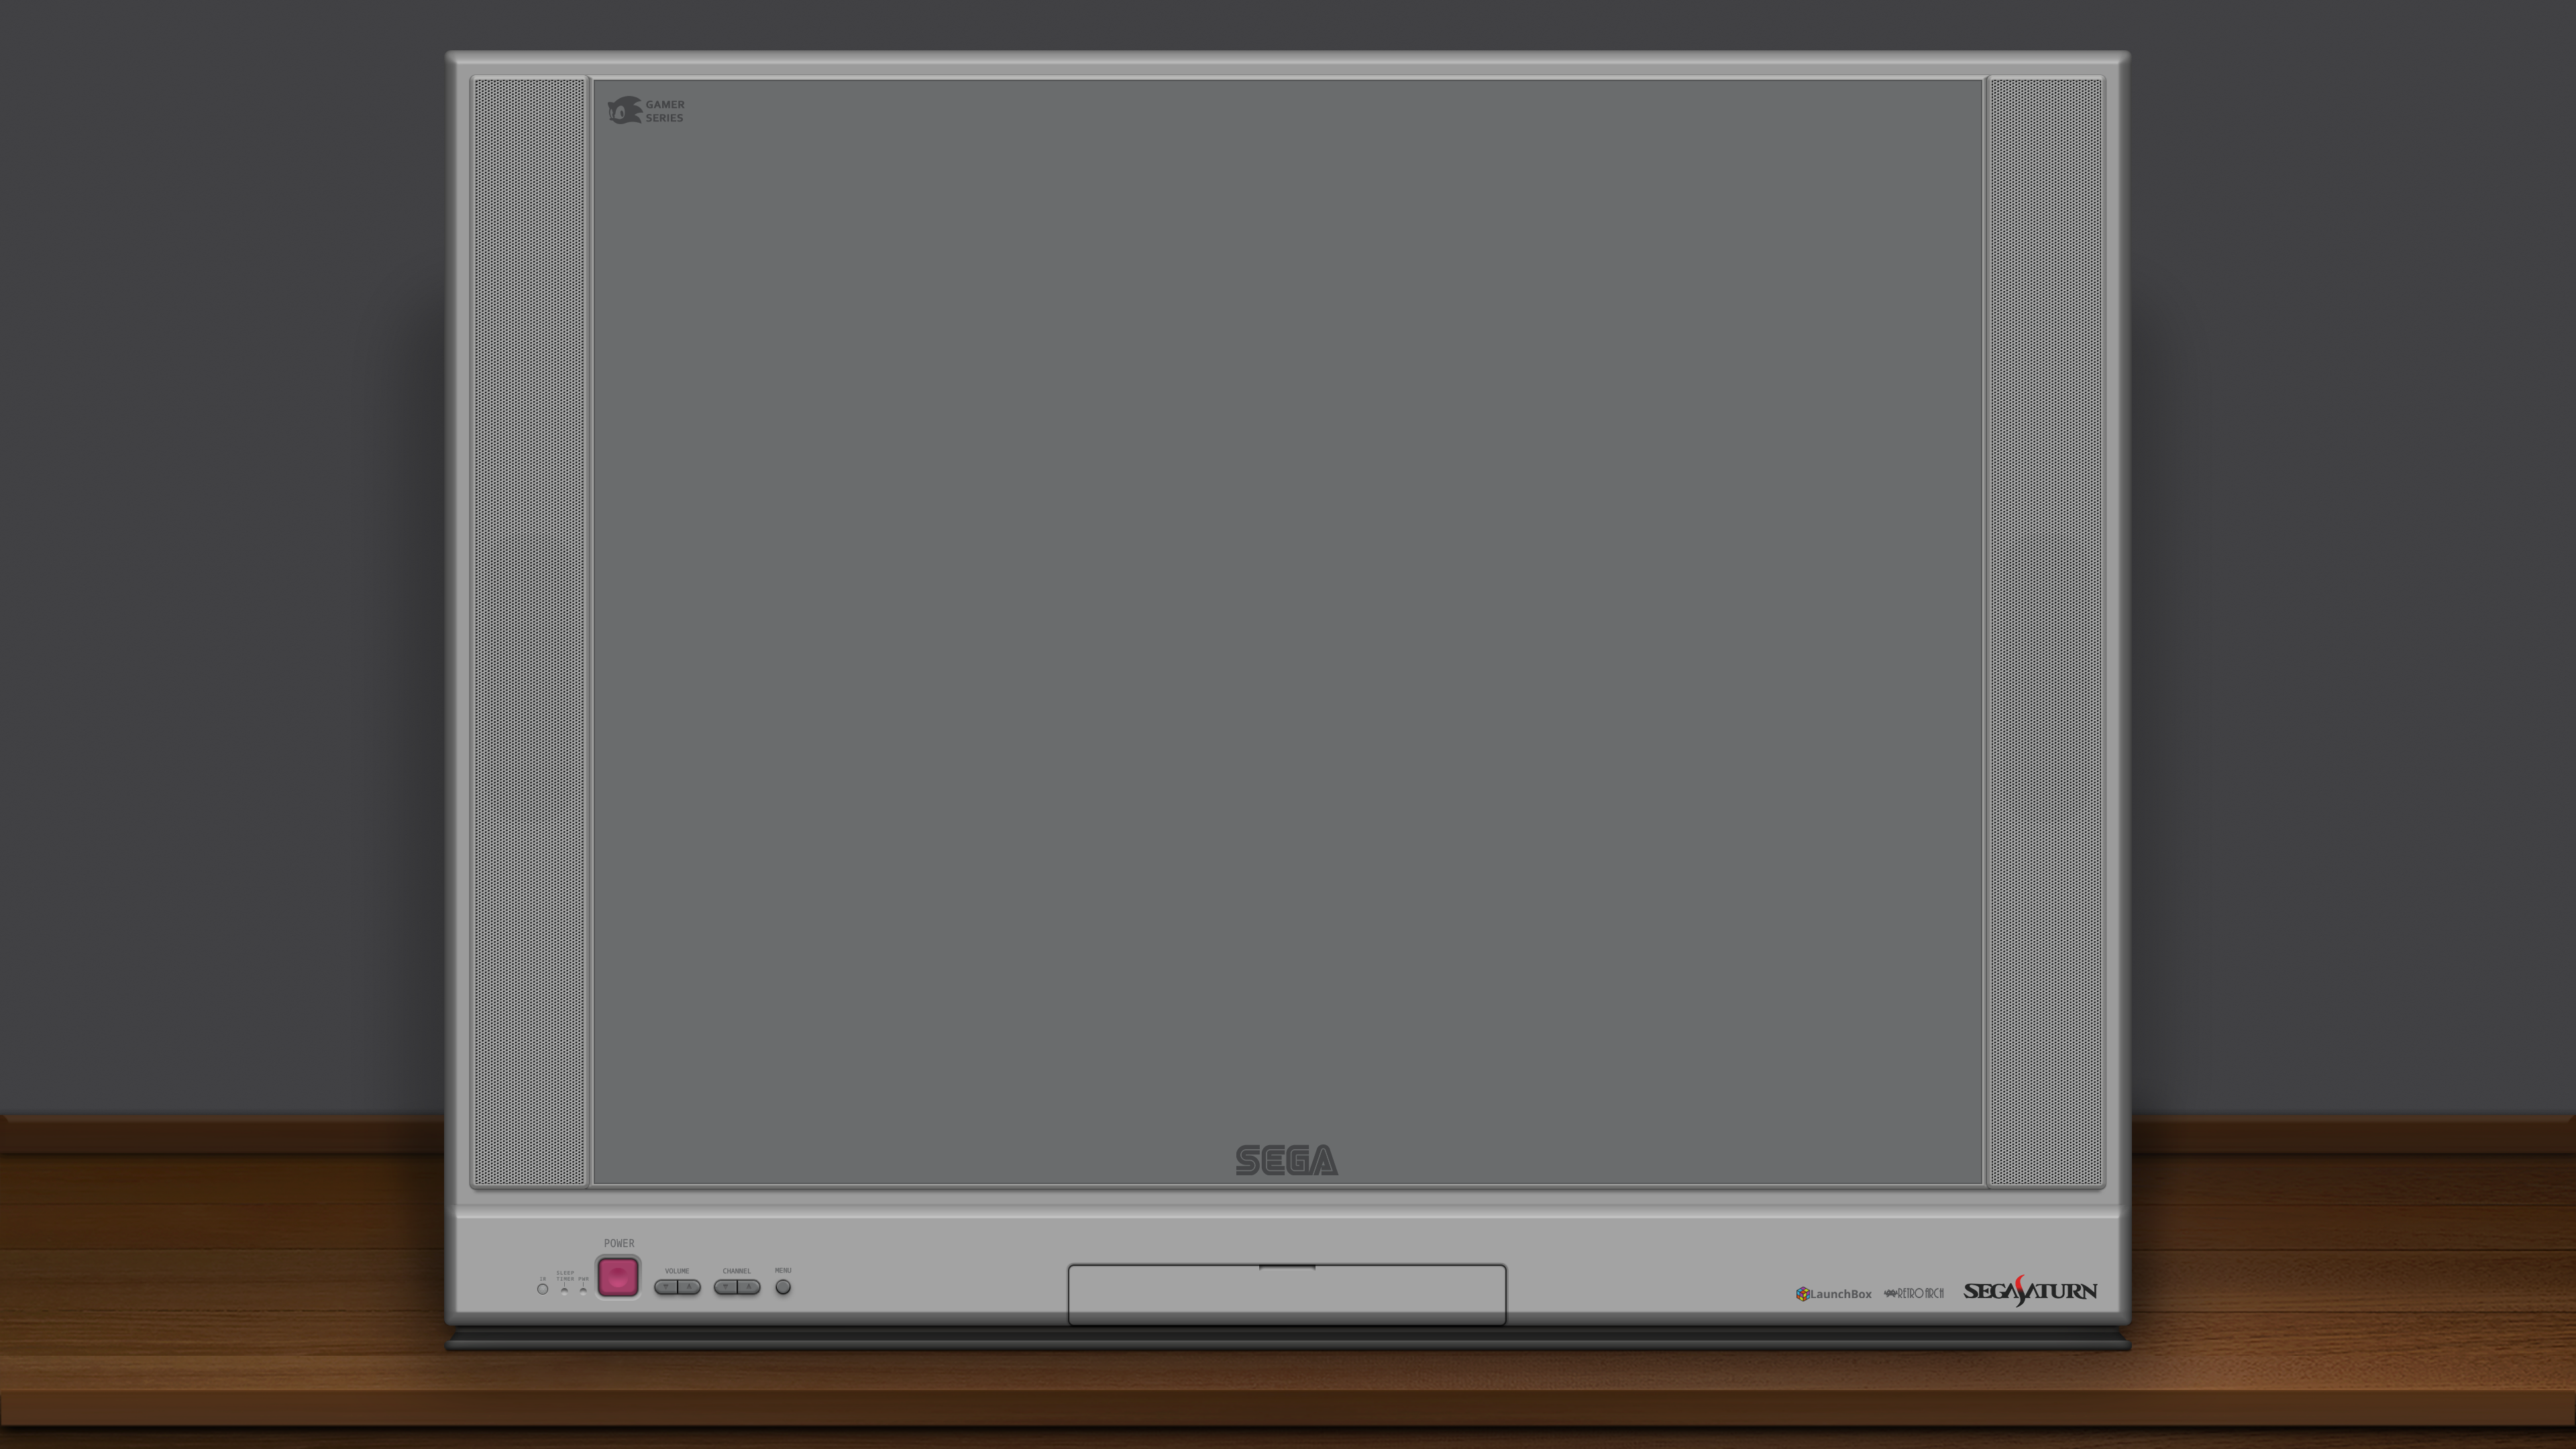 GAMER
SERIES
SEGA
POWER
IR
SLEEP
TIMER PWR
VOLUME
CHANNEL
MENU
LaunchBox
RETROARCH
SEGA SATURN